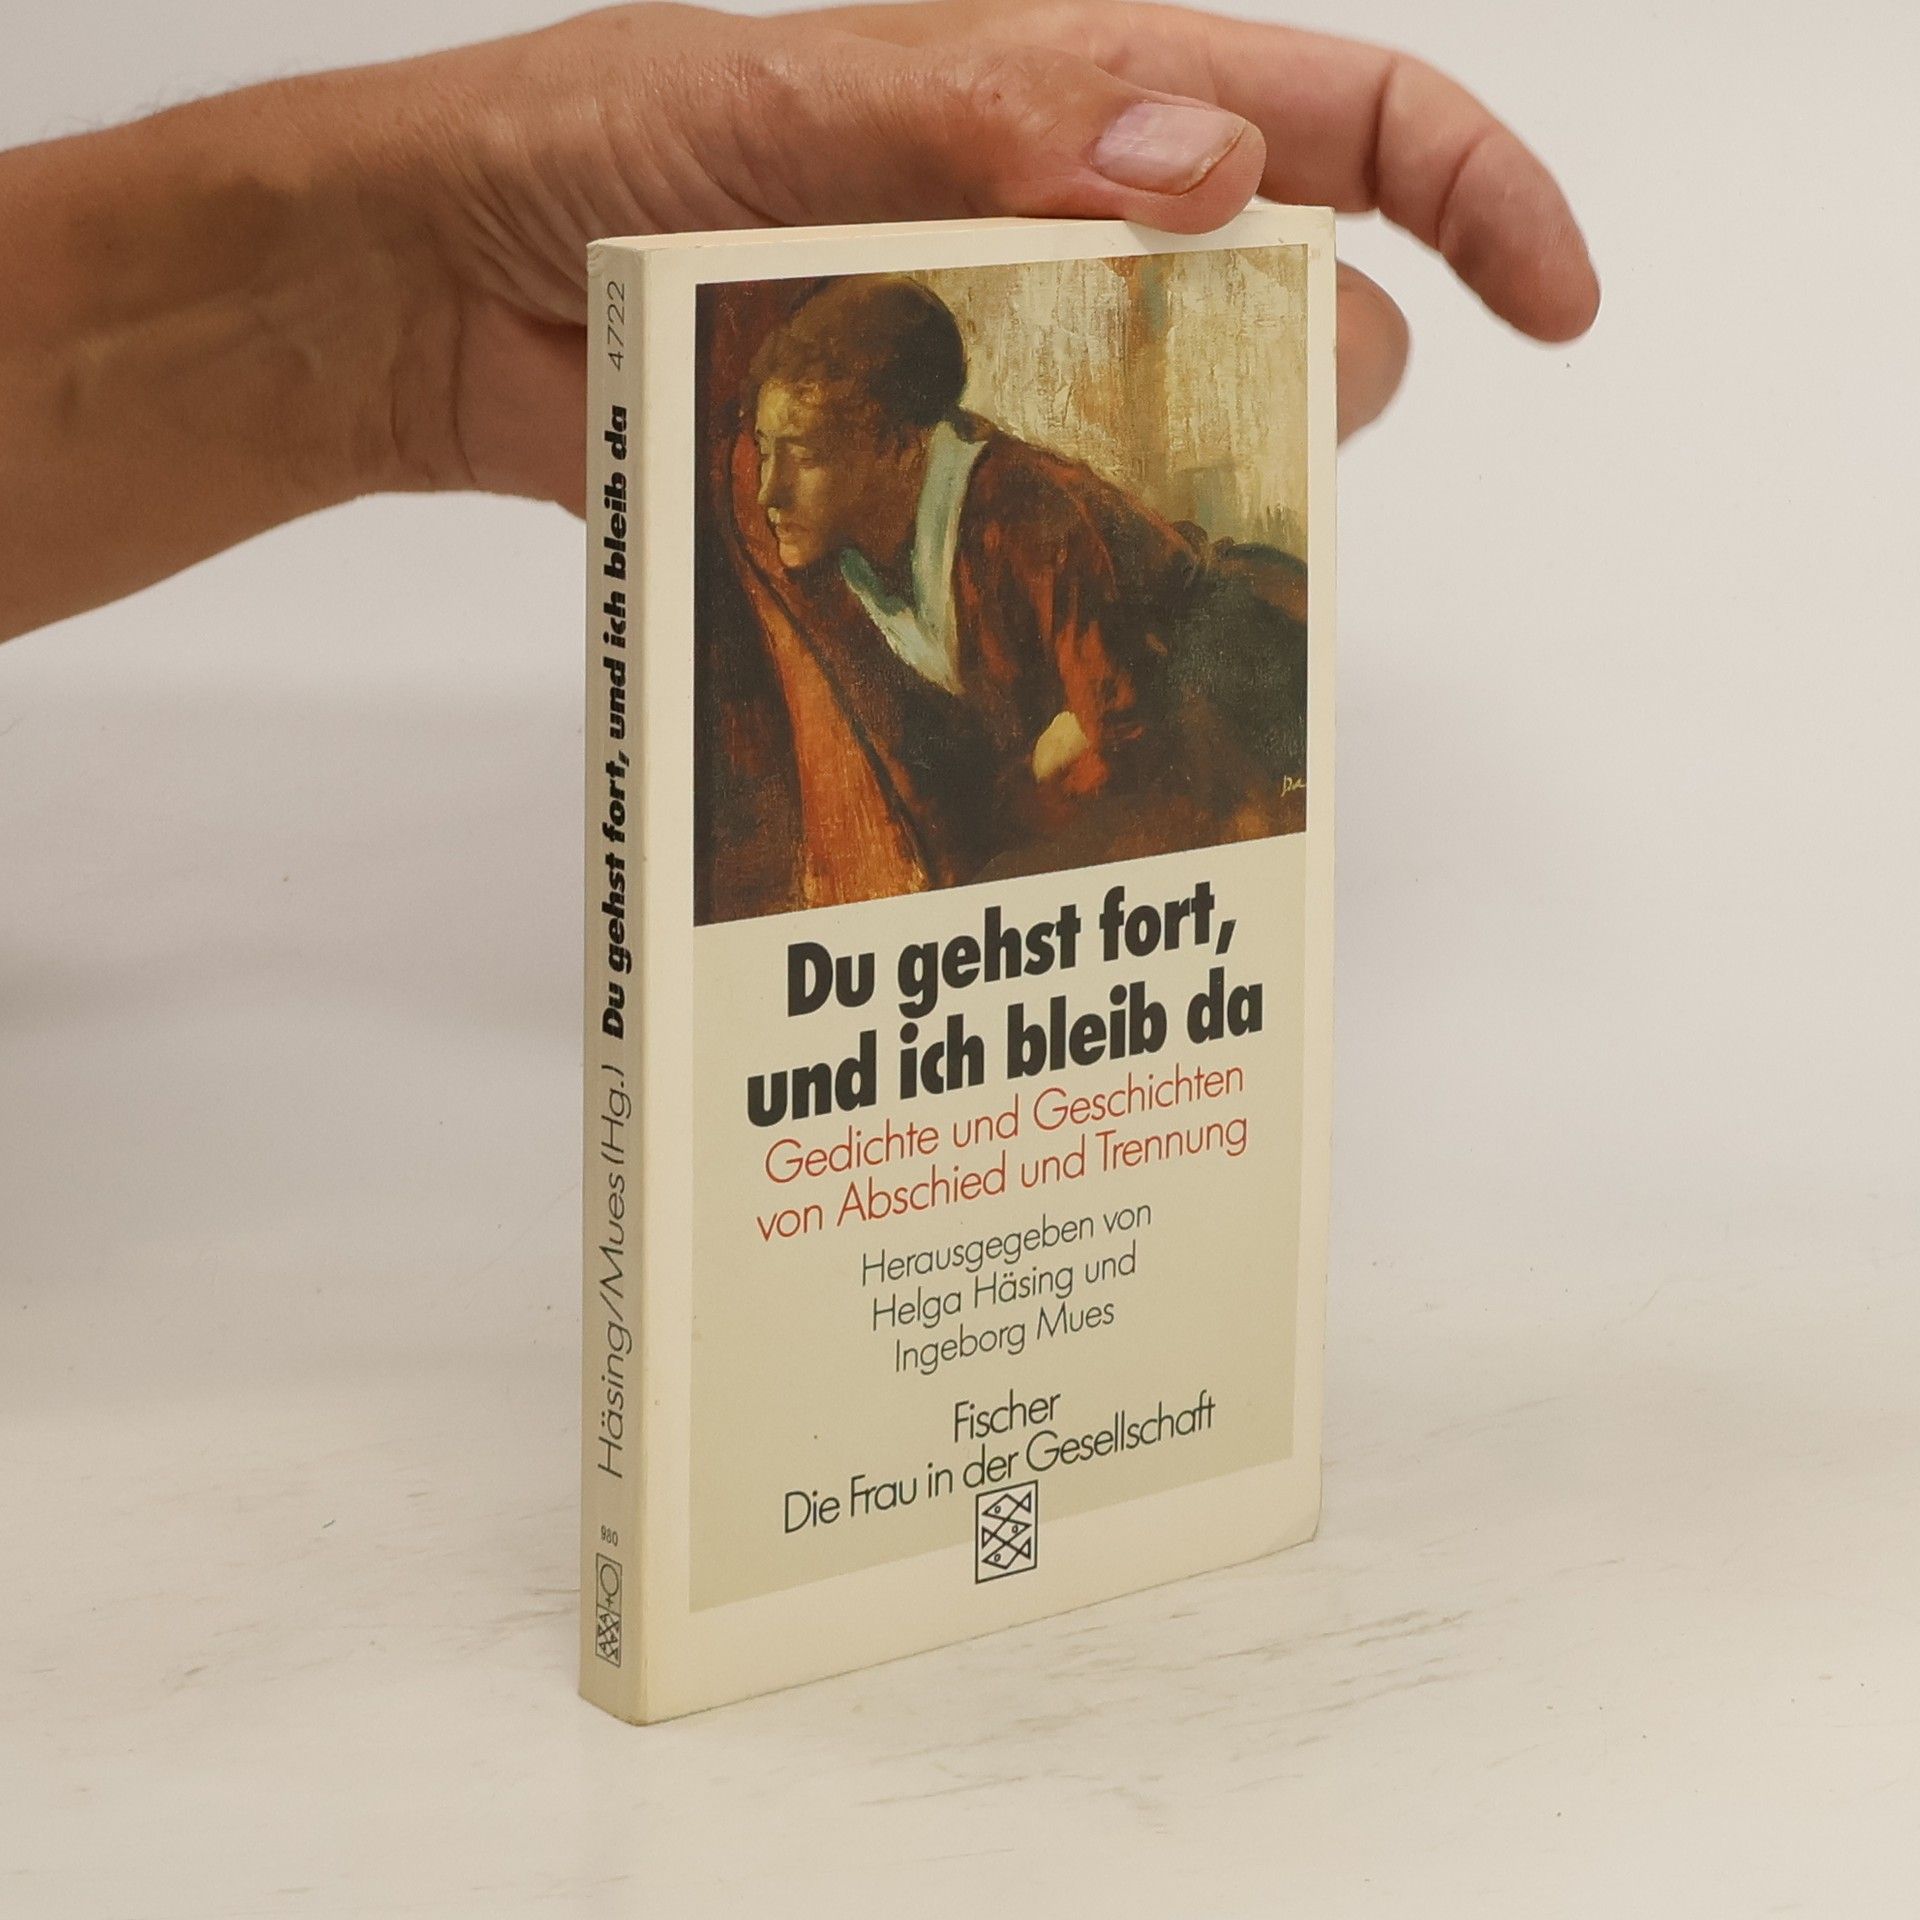 Häsing/Mues (Hg.) Du gehst fort, und ich bleib da 4722
980
Du gehst fort,
und ich bleib da
Gedichte und Geschichten
von Abschied und Trennung
Herausgegeben von
Helga Häsing und
Ingeborg Mues
Fischer
Die Frau in der Gesellschaft